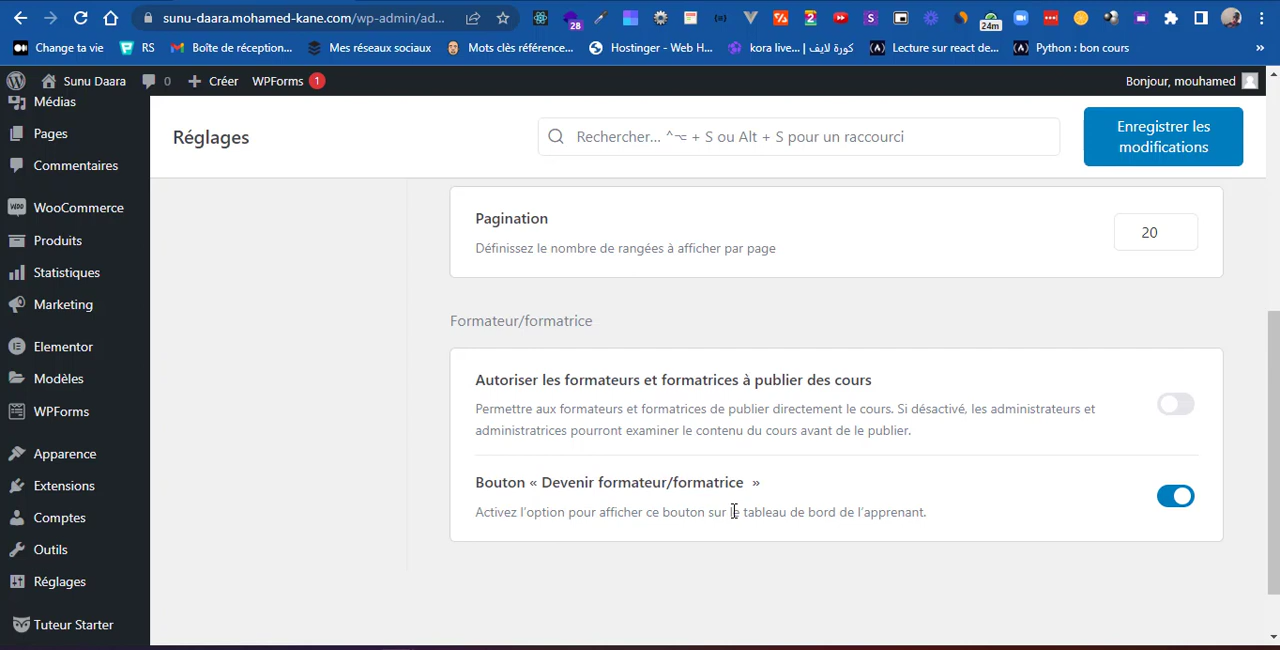 sunu-daara.mohamed-kane.com/wp-admin/ad...
28
24m
Change ta vie
RS
Boîte de réception...
Mes réseaux sociaux
Mots clés référence...
Hostinger - Web H...
kora live... | كورة لايف
Lecture sur react de...
Python : bon cours
»
Sunu Daara
0
Créer
WPForms
1
Bonjour, mouhamed
Médias
Pages
Commentaires
WooCommerce
Produits
Statistiques
Marketing
Elementor
Modèles
WPForms
Apparence
Extensions
Comptes
Outils
Réglages
Tuteur Starter
Réglages
Rechercher... ^⌥ + S ou Alt + S pour un raccourci
Enregistrer les
modifications
Pagination
Définissez le nombre de rangées à afficher par page
20
Formateur/formatrice
Autoriser les formateurs et formatrices à publier des cours
Permettre aux formateurs et formatrices de publier directement le cours. Si désactivé, les administrateurs et
administratrices pourront examiner le contenu du cours avant de le publier.
Bouton « Devenir formateur/formatrice »
Activez l'option pour afficher ce bouton sur le tableau de bord de l'apprenant.